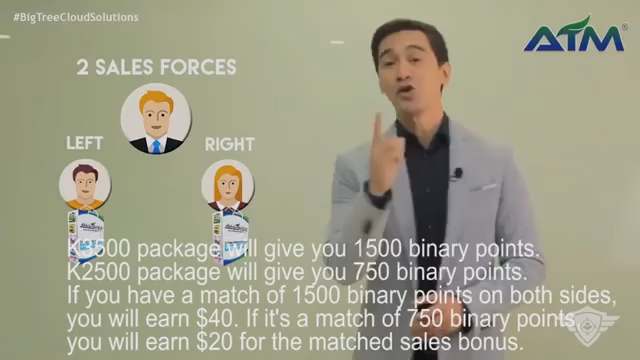 #BigTreeCloudSolutions
ATM®
2 SALES FORCES
LEFT
RIGHT
package will give you 1500 binary points.
K2500 package will give you 750 binary points.
If you have a match of 1500 binary points on both sides,
you will earn $40. If it's a match of 750 binary points,
you will earn $20 for the matched sales bonus.